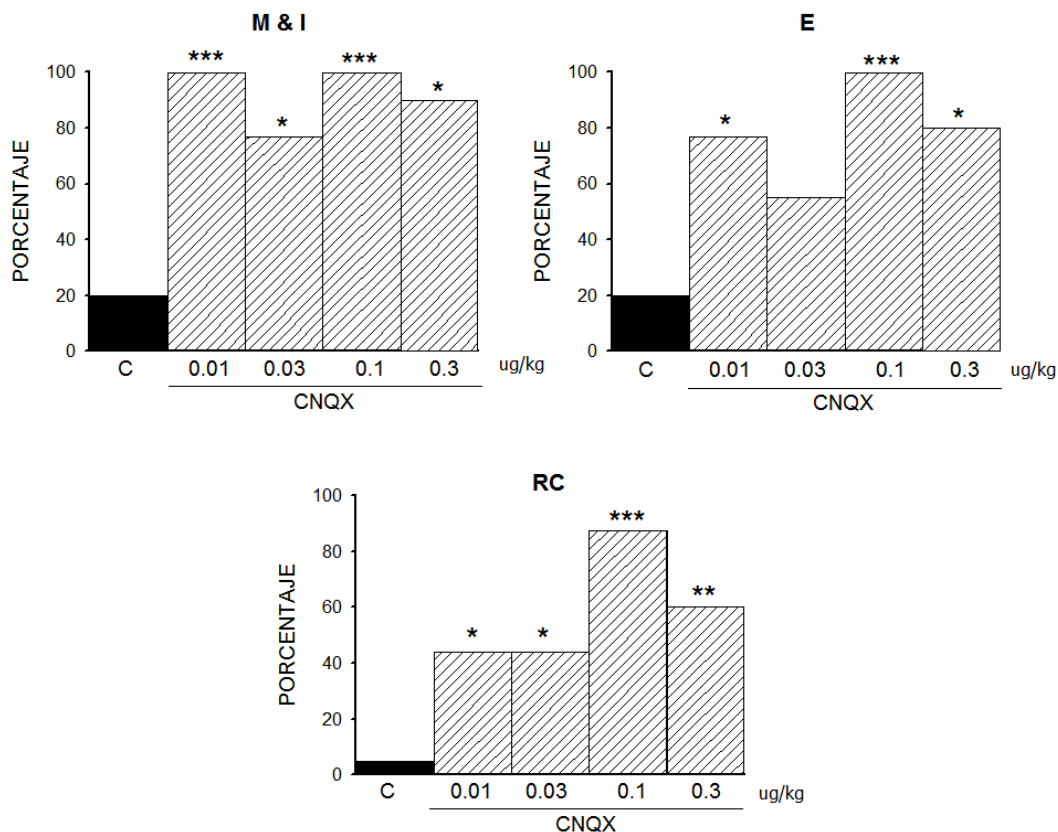 M & I
PORCENTAJE
100
80
60
40
20
0
*** * *** *
C 0.01 0.03 0.1 0.3 ug/kg
CNQX
E
PORCENTAJE
100
80
60
40
20
0
* *** *
C 0.01 0.03 0.1 0.3 ug/kg
CNQX
RC
PORCENTAJE
100
80
60
40
20
0
* * *** **
C 0.01 0.03 0.1 0.3 ug/kg
CNQX